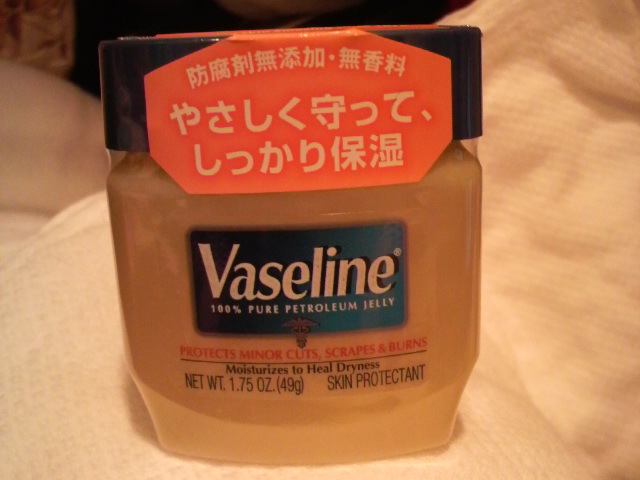 防腐剤無添加・無香料
やさしく守って、
しっかり保湿
Vaseline®
100% PURE PETROLEUM JELLY
PROTECTS MINOR CUTS, SCRAPES & BURNS
Moisturizes to Heal Dryness
NET WT. 1.75 OZ.(49g) SKIN PROTECTANT